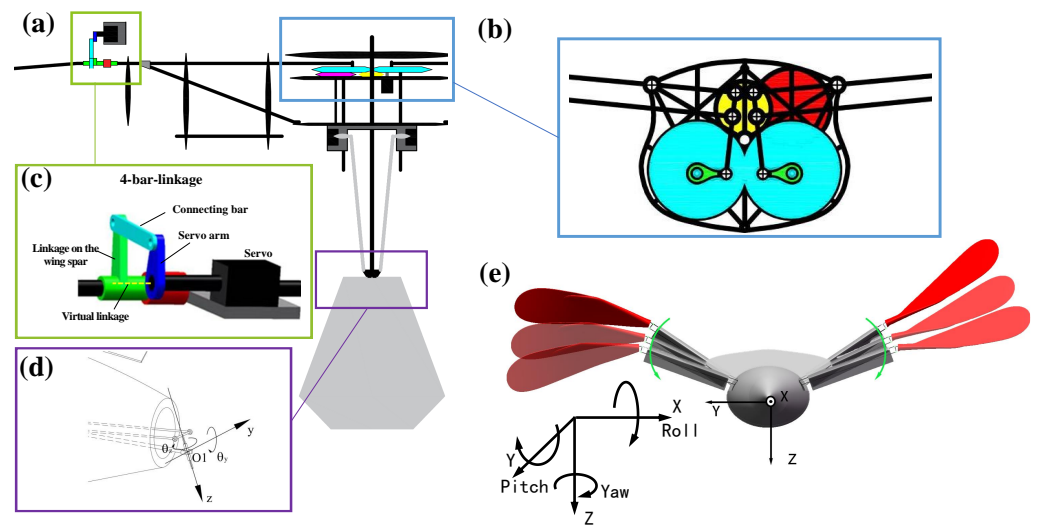 (a)
(b)
(c)
4-bar-linkage
Connecting bar
Servo arm
Linkage on the
wing spar
Servo
Virtual linkage
(d)
y
O1
z
(e)
X
Y
Z
X
Roll
Y
Pitch
Yaw
Z
θy